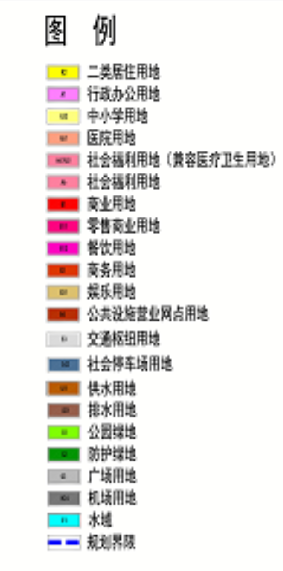 图 例
二类居住用地
行政办公用地
中小学用地
医院用地
社会福利用地（兼容医疗卫生用地）
社会福利用地
商业用地
零售商业用地
餐饮用地
商务用地
娱乐用地
公共设施营业网点用地
交通枢纽用地
社会停车场用地
供水用地
排水用地
公园绿地
防护绿地
广场用地
机场用地
水域
规划界限